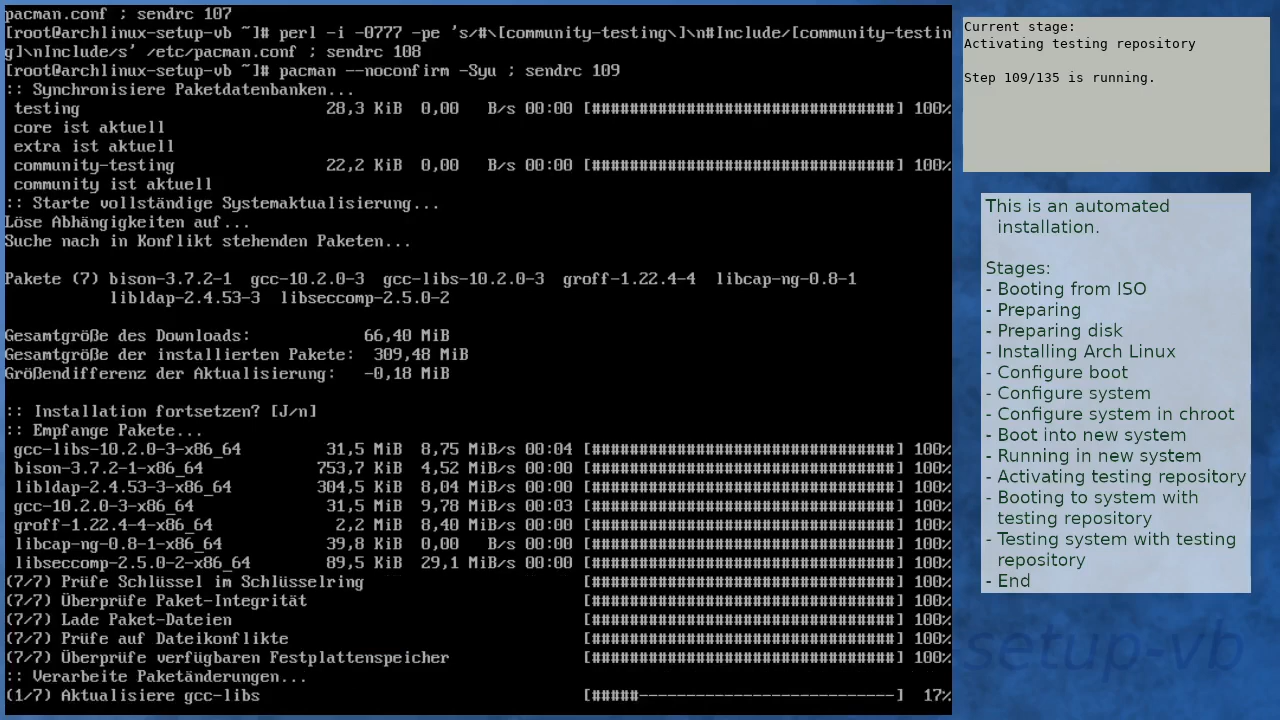 pacman.conf ; sendrc 107
[root@archlinux-setup-vb ~]# perl -i -0777 -pe 's/#\[community-testing\]\n#Include/[community-testin
g]\nInclude/s' /etc/pacman.conf ; sendrc 108
[root@archlinux-setup-vb ~]# pacman --noconfirm -Syu ; sendrc 109
:: Synchronisiere Paketdatenbanken...
testing 28,3 KiB 0,00 B/s 00:00 [################################] 100%
core ist aktuell
extra ist aktuell
community-testing 22,2 KiB 0,00 B/s 00:00 [################################] 100%
community ist aktuell
:: Starte vollständige Systemaktualisierung...
Löse Abhängigkeiten auf...
Suche nach in Konflikt stehenden Paketen...
Pakete (7) bison-3.7.2-1 gcc-10.2.0-3 gcc-libs-10.2.0-3 groff-1.22.4-4 libcap-ng-0.8-1
libldap-2.4.53-3 libseccomp-2.5.0-2
Gesamtgröße des Downloads: 66,40 MiB
Gesamtgröße der installierten Pakete: 309,48 MiB
Größendifferenz der Aktualisierung: -0,18 MiB
:: Installation fortsetzen? [J/n]
:: Empfange Pakete...
gcc-libs-10.2.0-3-x86_64 31,5 MiB 8,75 MiB/s 00:04 [################################] 100%
bison-3.7.2-1-x86_64 753,7 KiB 4,52 MiB/s 00:00 [################################] 100%
libldap-2.4.53-3-x86_64 304,5 KiB 8,04 MiB/s 00:00 [################################] 100%
gcc-10.2.0-3-x86_64 31,5 MiB 9,78 MiB/s 00:03 [################################] 100%
groff-1.22.4-4-x86_64 2,2 MiB 8,40 MiB/s 00:00 [################################] 100%
libcap-ng-0.8-1-x86_64 39,8 KiB 0,00 B/s 00:00 [################################] 100%
libseccomp-2.5.0-2-x86_64 89,5 KiB 29,1 MiB/s 00:00 [################################] 100%
(7/7) Prüfe Schlüssel im Schlüsselring [################################] 100%
(7/7) Überprüfe Paket-Integrität [################################] 100%
(7/7) Lade Paket-Dateien [################################] 100%
(7/7) Prüfe auf Dateikonflikte [################################] 100%
(7/7) Überprüfe verfügbaren Festplattenspeicher [################################] 100%
:: Verarbeite Paketänderungen...
(1/7) Aktualisiere gcc-libs [#####---------------------------] 17%
Current stage:
Activating testing repository
Step 109/135 is running.
This is an automated
installation.
Stages:
- Booting from ISO
- Preparing
- Preparing disk
- Installing Arch Linux
- Configure boot
- Configure system
- Configure system in chroot
- Boot into new system
- Running in new system
- Activating testing repository
- Booting to system with
testing repository
- Testing system with testing
repository
- End
setup-vb